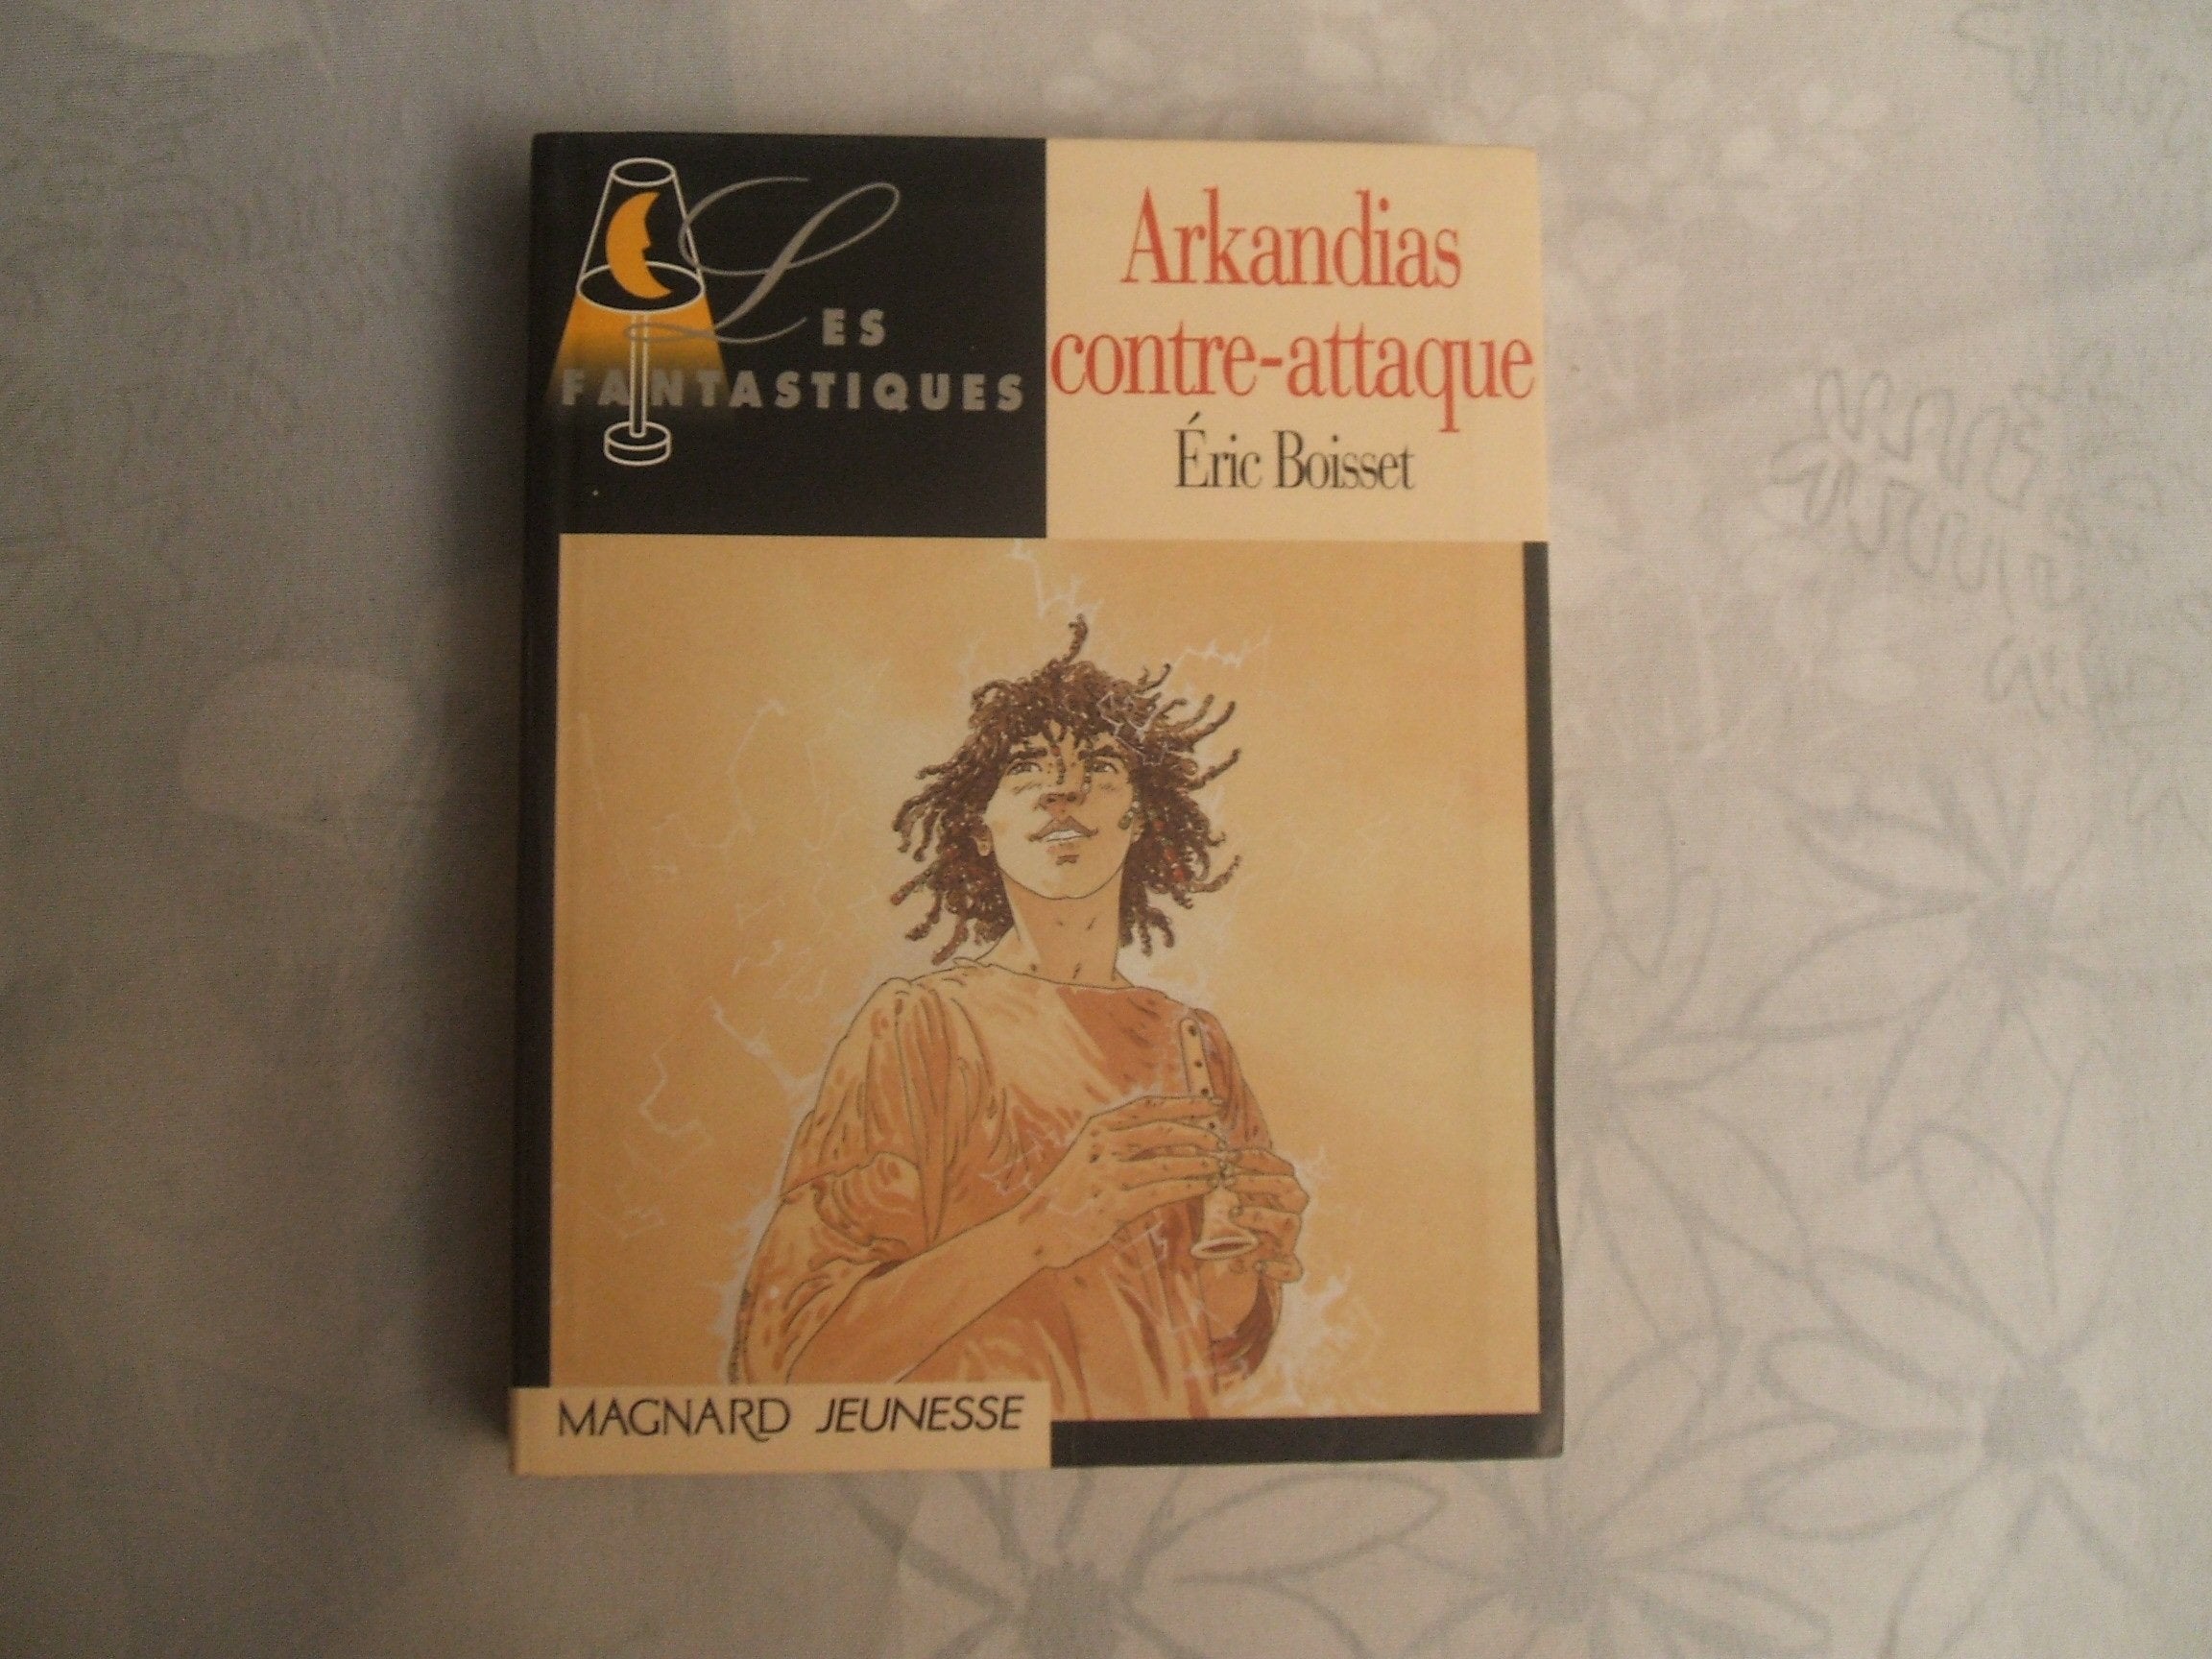 LES
FANTASTIQUES
Arkandias
contre-attaque
Éric Boisset
MAGNARD JEUNESSE